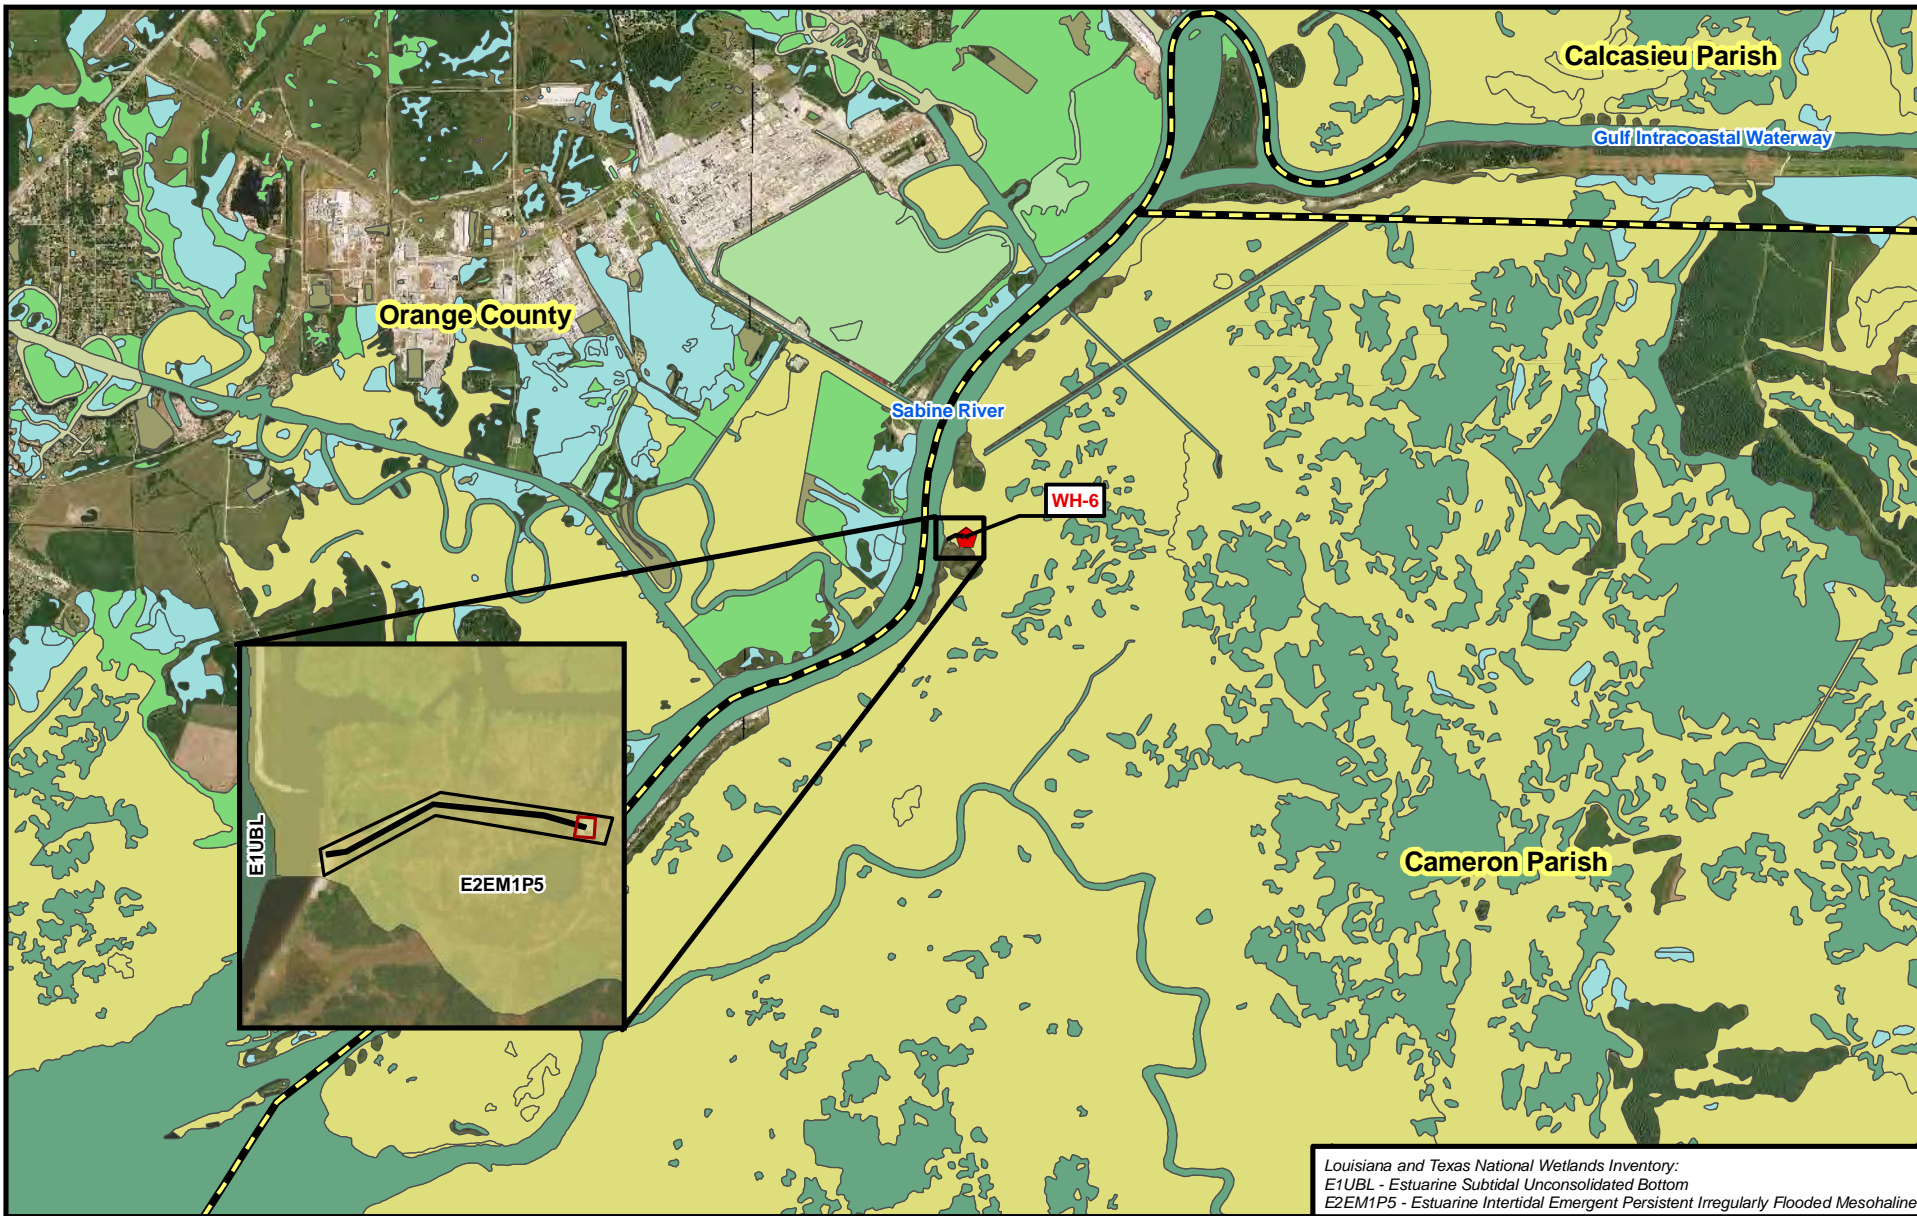 Calcasieu Parish
Gulf Intracoastal Waterway
Orange County
Sabine River
WH-6
E1UBL
E2EM1P5
Cameron Parish
Louisiana and Texas National Wetlands Inventory:
E1UBL - Estuarine Subtidal Unconsolidated Bottom
E2EM1P5 - Estuarine Intertidal Emergent Persistent Irregularly Flooded Mesohaline